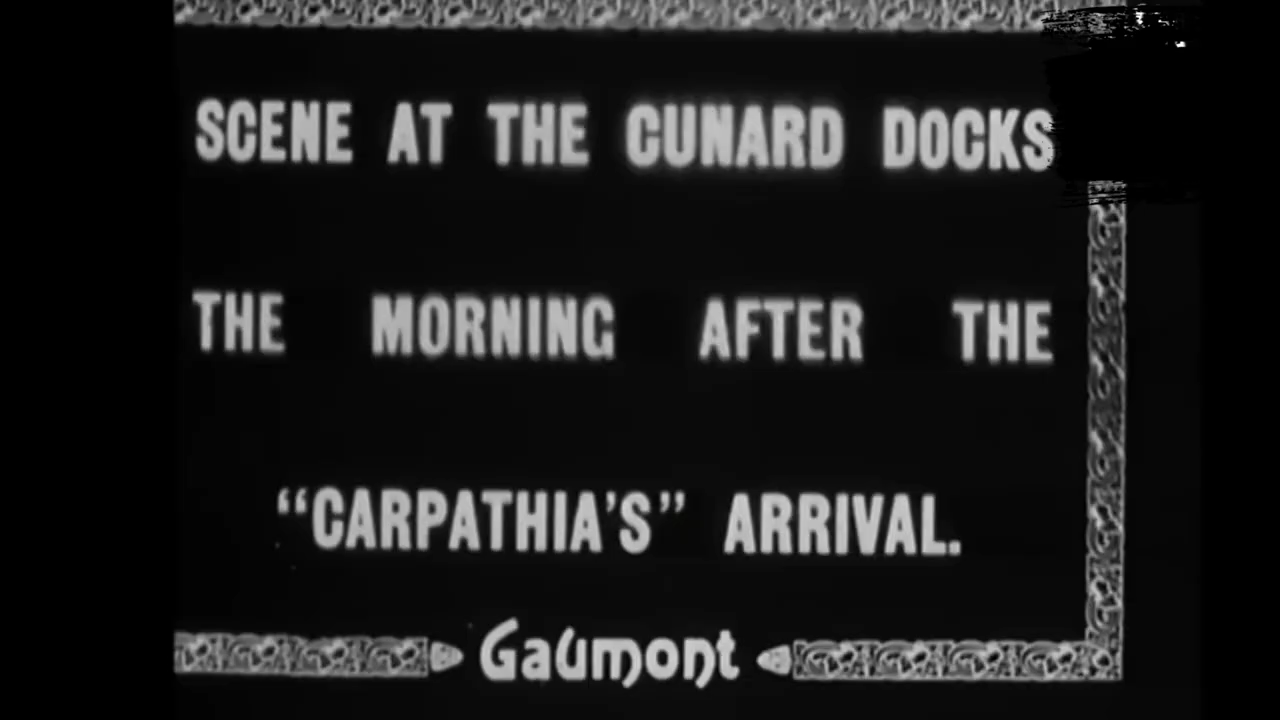 SCENE AT THE CUNARD DOCKS
THE MORNING AFTER THE
“CARPATHIA’S” ARRIVAL.
Gaumont